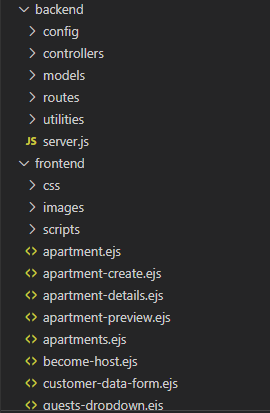 backend
config
controllers
models
routes
utilities
JS server.js
frontend
css
images
scripts
apartment.ejs
apartment-create.ejs
apartment-details.ejs
apartment-preview.ejs
apartments.ejs
become-host.ejs
customer-data-form.ejs
guests-dropdown.ejs